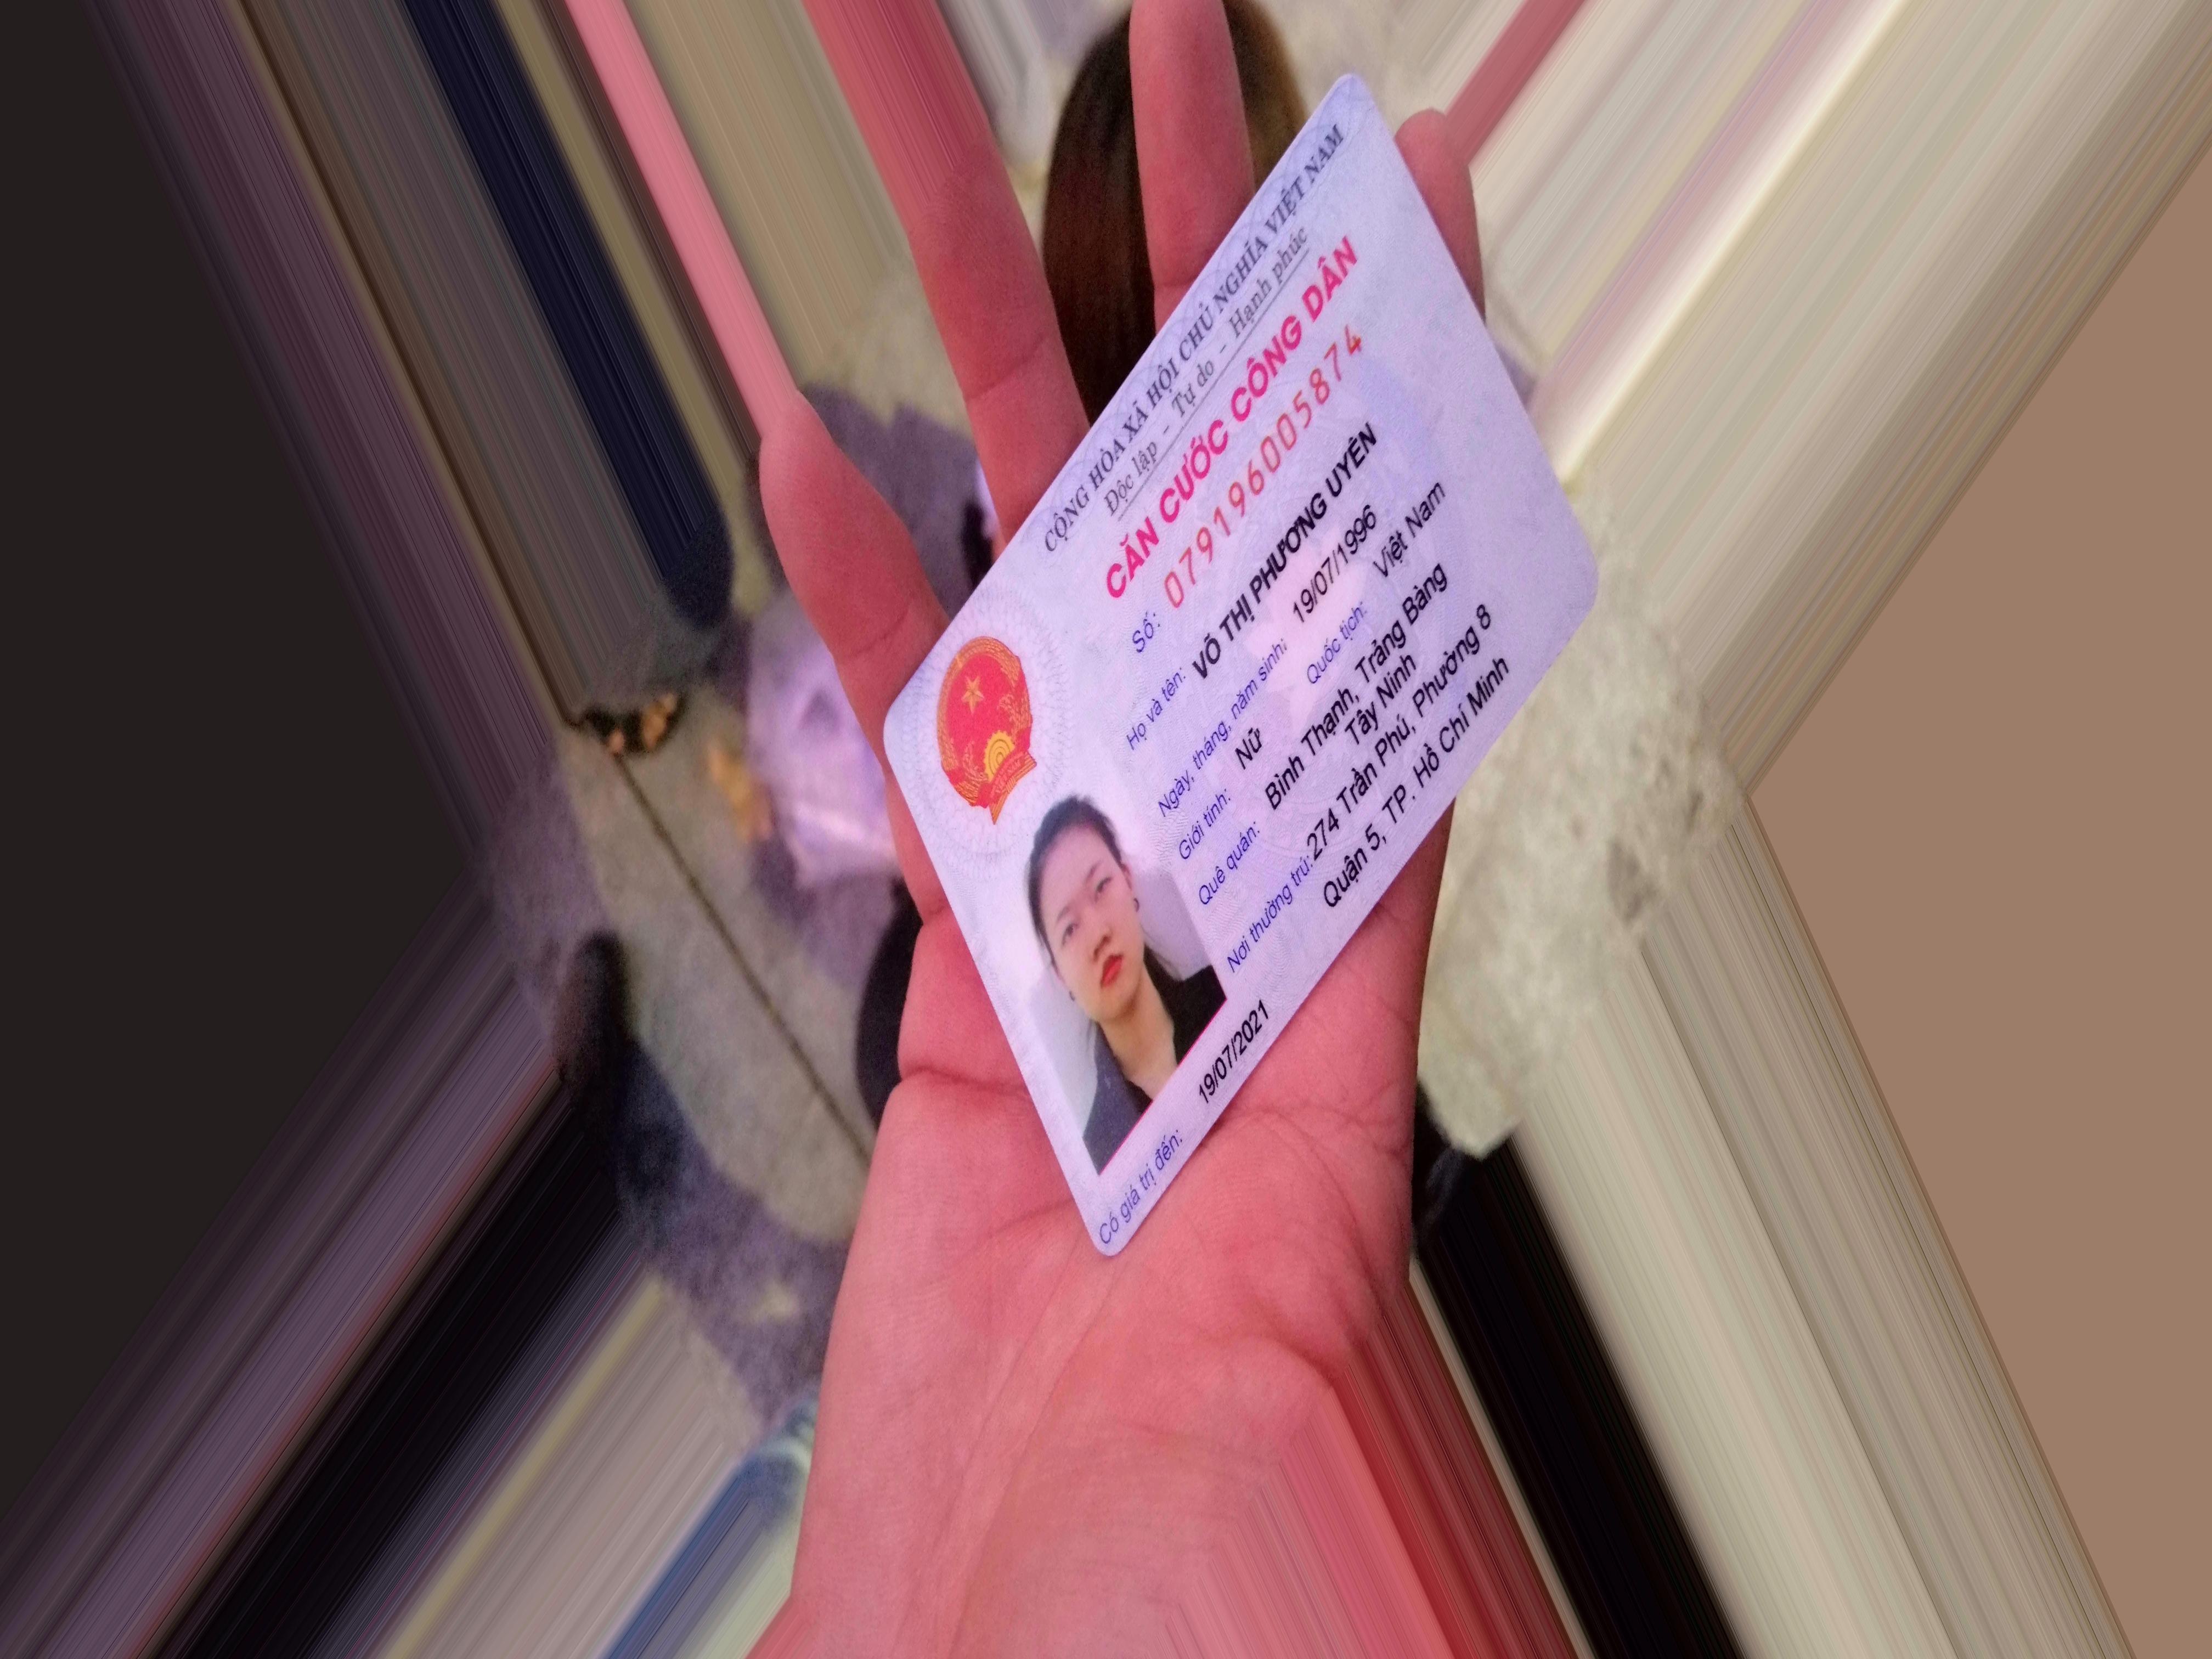 CỘNG HÒA XÃ HỘI CHỦ NGHĨA VIỆT NAM
Độc lập - Tự do - Hạnh phúc
CĂN CƯỚC CÔNG DÂN
Số: 079196005874
Họ và tên: VÕ THỊ PHƯƠNG UYÊN
Ngày, tháng, năm sinh: 19/07/1996
Giới tính: Nữ Quốc tịch: Việt Nam
Quê quán: Bình Thạnh, Trảng Bàng
Tây Ninh
Nơi thường trú: 274 Trần Phú, Phường 8
Quận 5, TP. Hồ Chí Minh
Có giá trị đến: 19/07/2021